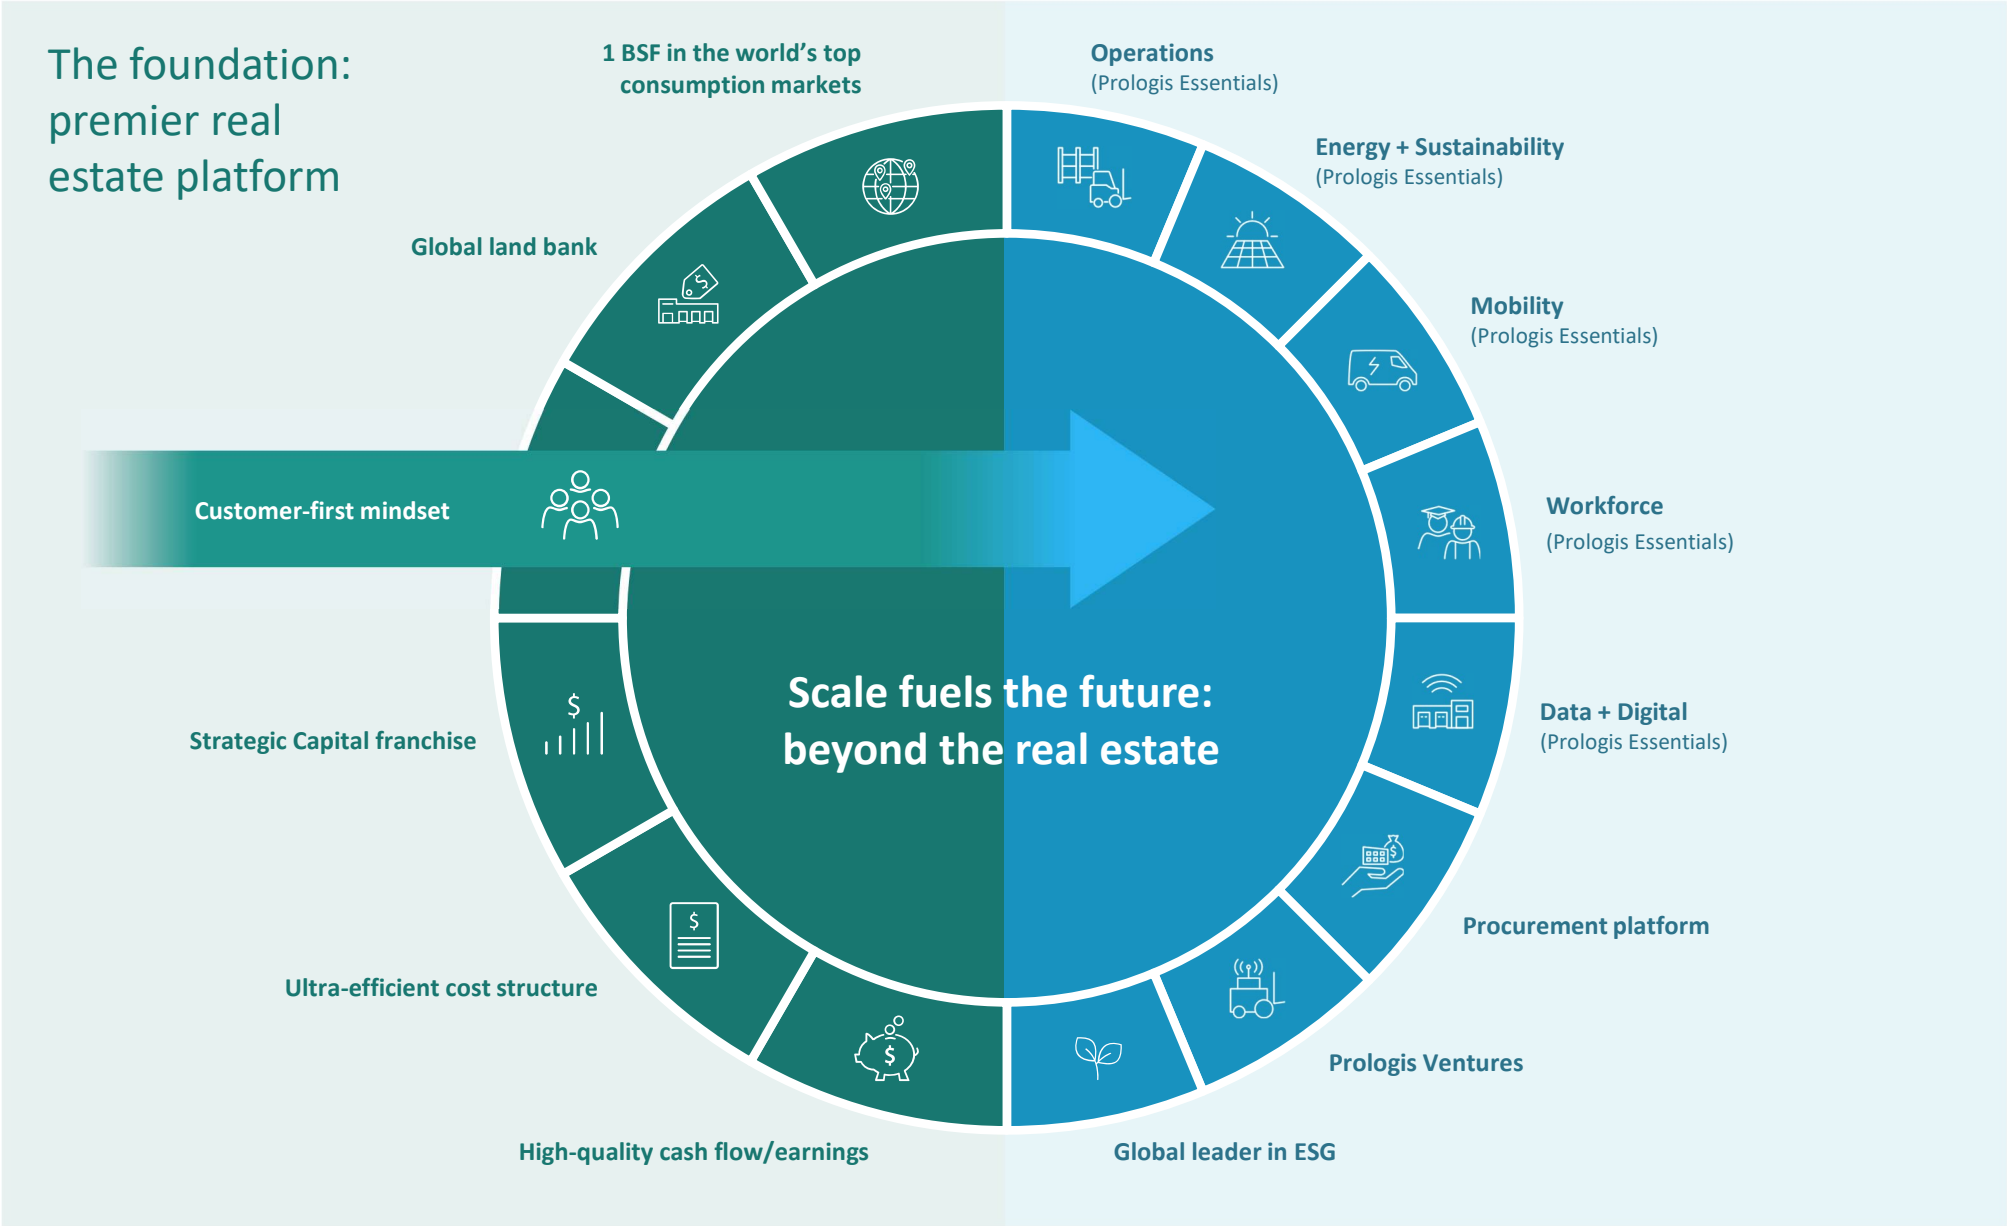 The foundation:
premier real
estate platform
1 BSF in the world’s top
consumption markets
Global land bank
Customer-first mindset
Strategic Capital franchise
Ultra-efficient cost structure
High-quality cash flow/earnings
Scale fuels the future:
beyond the real estate
Operations
(Prologis Essentials)
Energy + Sustainability
(Prologis Essentials)
Mobility
(Prologis Essentials)
Workforce
(Prologis Essentials)
Data + Digital
(Prologis Essentials)
Procurement platform
Prologis Ventures
Global leader in ESG
$
$
$
$
$